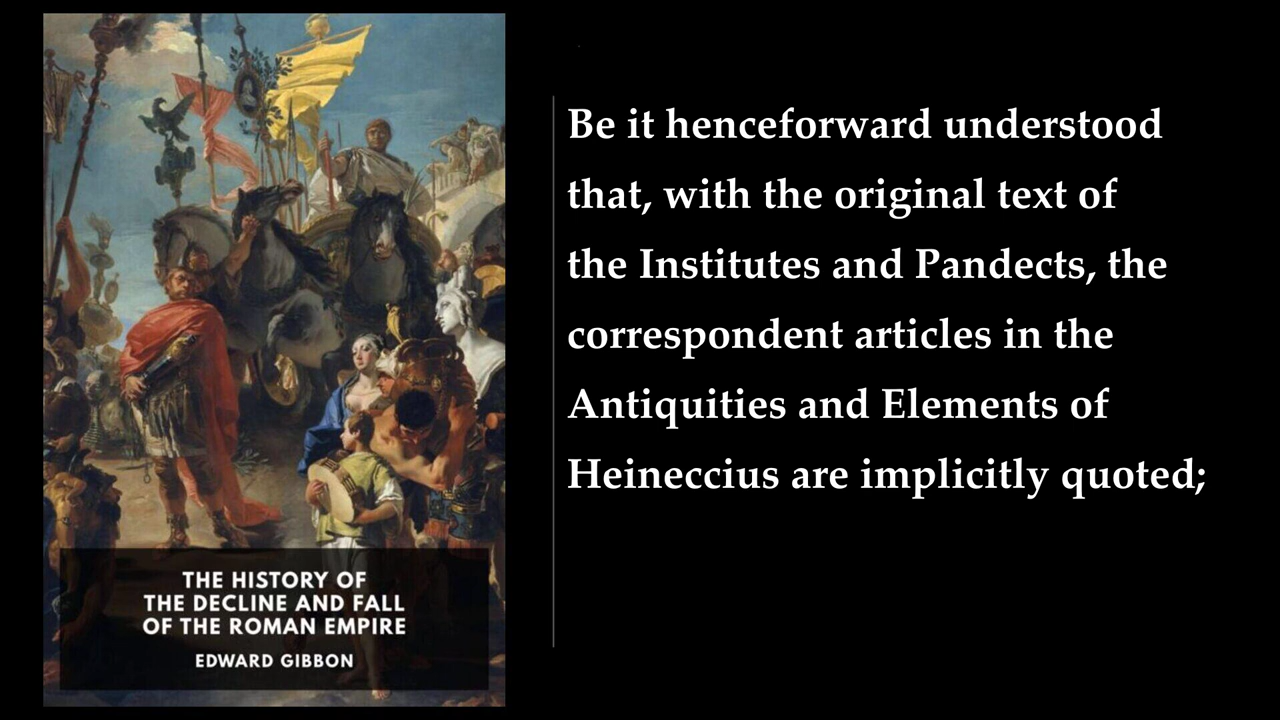 THE HISTORY OF
THE DECLINE AND FALL
OF THE ROMAN EMPIRE
EDWARD GIBBON
Be it henceforward understood
that, with the original text of
the Institutes and Pandects, the
correspondent articles in the
Antiquities and Elements of
Heineccius are implicitly quoted;